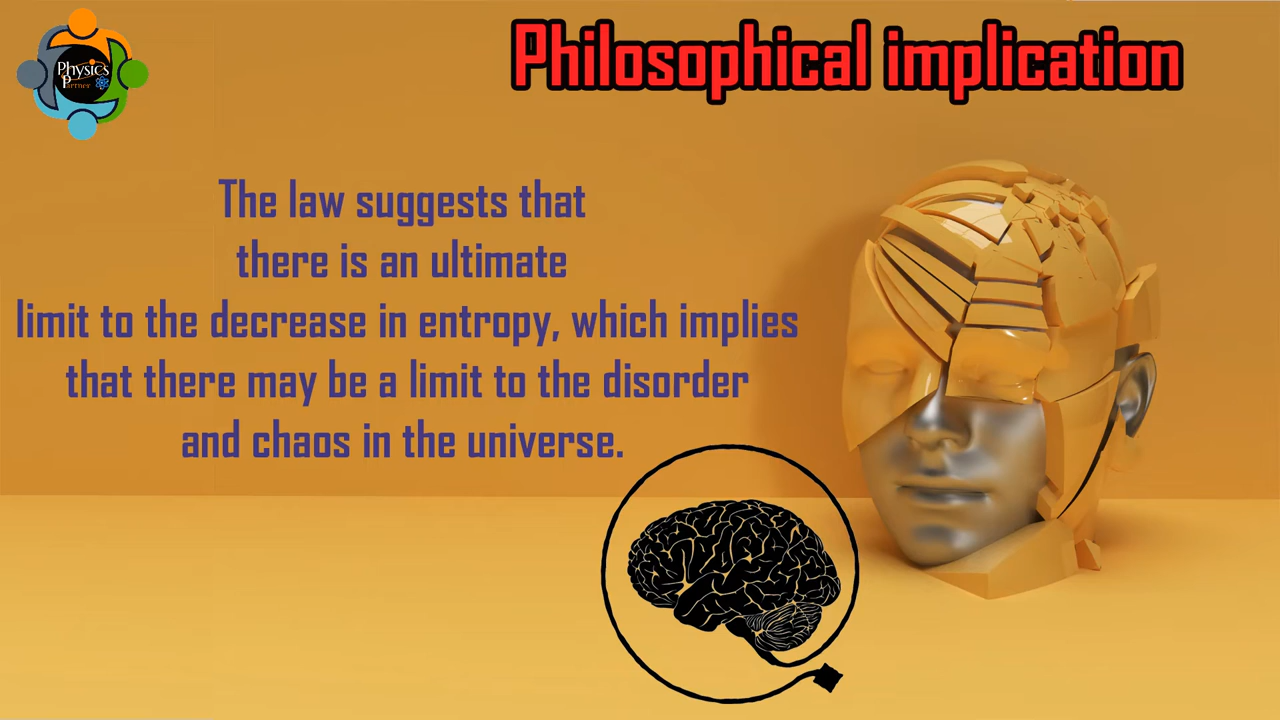 Physics
Partner
Philosophical implication
The law suggests that
there is an ultimate
limit to the decrease in entropy, which implies
that there may be a limit to the disorder
and chaos in the universe.